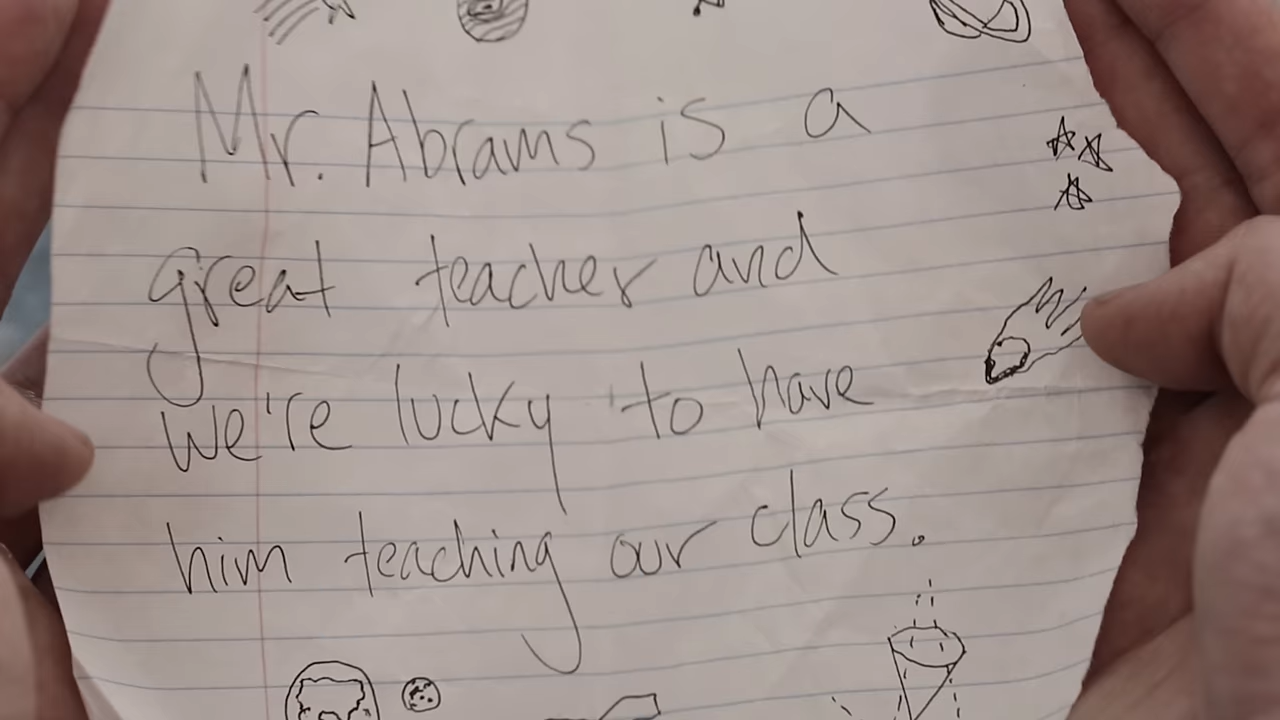 Mr. Abrams is a
great teacher and
we're lucky to have
him teaching our class.